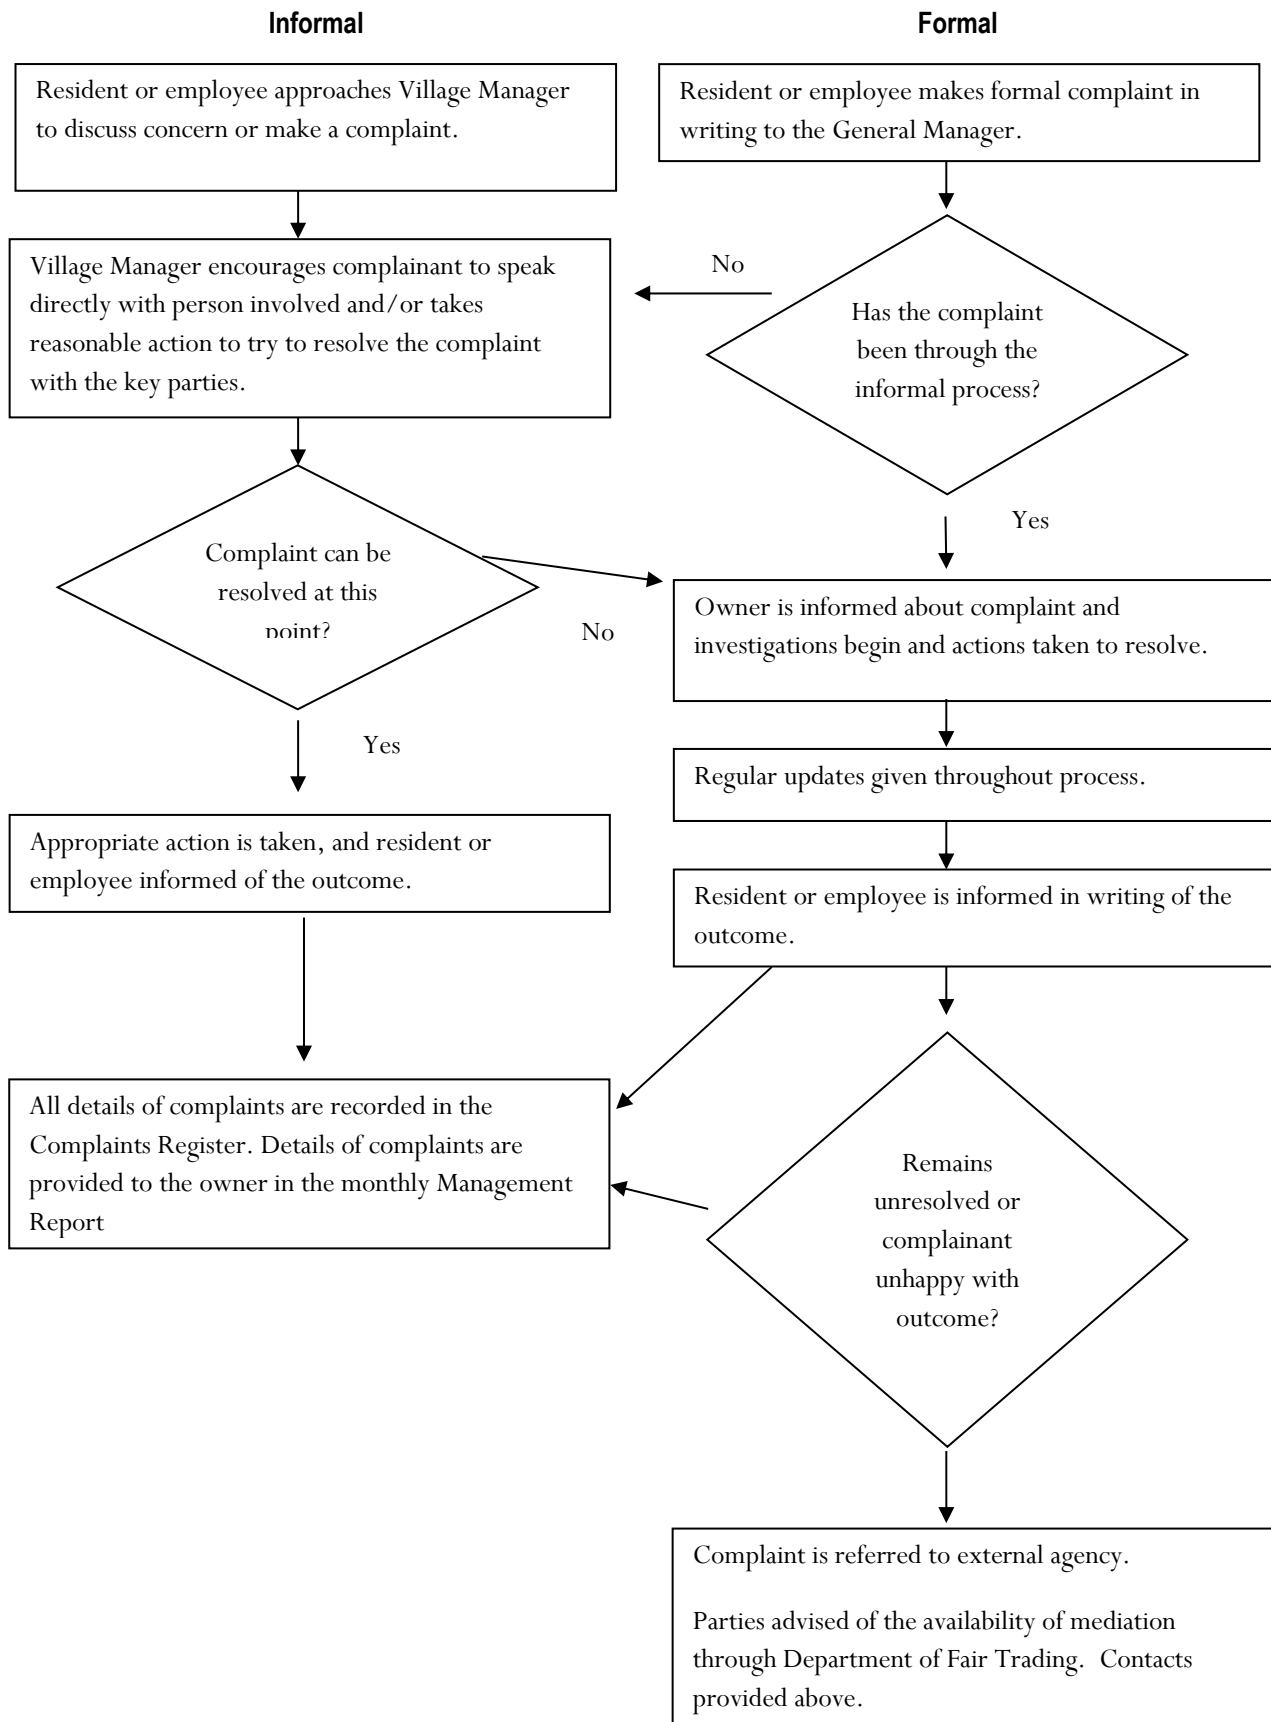 Informal
Formal
Resident or employee approaches Village Manager
to discuss concern or make a complaint.
Resident or employee makes formal complaint in
writing to the General Manager.
Village Manager encourages complainant to speak
directly with person involved and/or takes
reasonable action to try to resolve the complaint
with the key parties.
No
Has the complaint
been through the
informal process?
Yes
Complaint can be
resolved at this
point?
No
Owner is informed about complaint and
investigations begin and actions taken to resolve.
Yes
Regular updates given throughout process.
Appropriate action is taken, and resident or
employee informed of the outcome.
Resident or employee is informed in writing of the
outcome.
All details of complaints are recorded in the
Complaints Register. Details of complaints are
provided to the owner in the monthly Management
Report
Remains
unresolved or
complainant
unhappy with
outcome?
Complaint is referred to external agency.
Parties advised of the availability of mediation
through Department of Fair Trading.  Contacts
provided above.